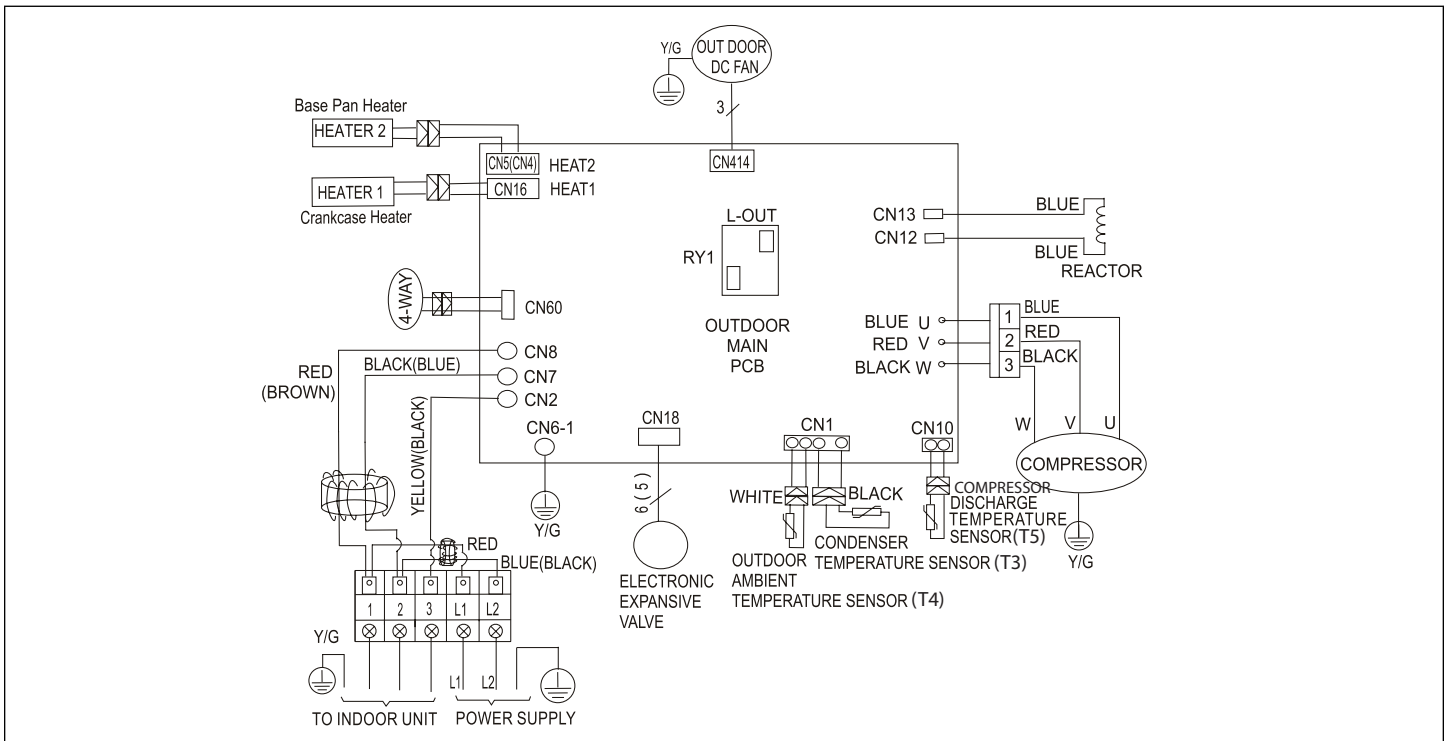 Y/G
OUT DOOR
DC FAN
3
Base Pan Heater
HEATER 2
CN5(CN4)
HEAT2
CN414
HEATER 1
CN16
HEAT1
Crankcase Heater
L-OUT
RY1
CN13
BLUE
CN12
BLUE
REACTOR
4-WAY
CN60
OUTDOOR
MAIN
PCB
BLUE U
RED V
BLACK W
1
2
3
BLUE
RED
BLACK
RED
(BROWN)
BLACK(BLUE)
CN8
CN7
CN2
YELLOW(BLACK)
CN6-1
Y/G
CN18
6 ( 5 )
ELECTRONIC
EXPANSIVE
VALVE
CN1
WHITE
BLACK
OUTDOOR
AMBIENT
TEMPERATURE SENSOR (T4)
CONDENSER
TEMPERATURE SENSOR (T3)
CN10
COMPRESSOR
DISCHARGE
TEMPERATURE
SENSOR(T5)
W
V
U
COMPRESSOR
Y/G
RED
BLUE(BLACK)
1
2
3
L1
L2
Y/G
L1
L2
TO INDOOR UNIT
POWER SUPPLY